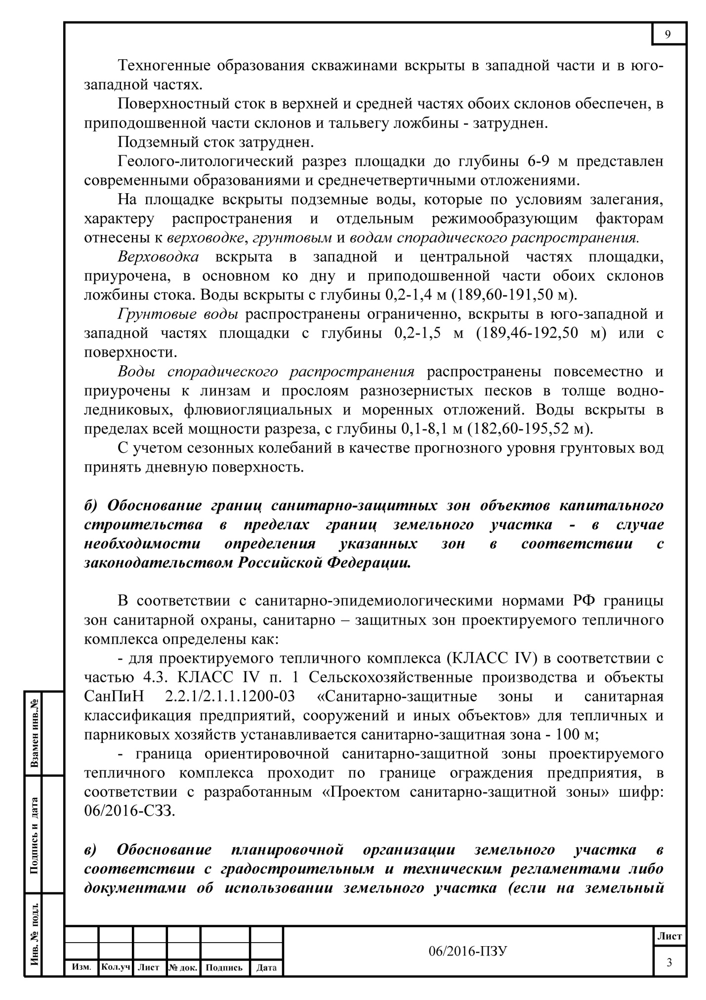 9
Техногенные образования скважинами вскрыты в западной части и в юго-
западной частях.
Поверхностный сток в верхней и средней частях обоих склонов обеспечен, в
приподошвенной части склонов и тальвегу ложбины - затруднен.
Подземный сток затруднен.
Геолого-литологический разрез площадки до глубины 6-9 м представлен
современными образованиями и среднечетвертичными отложениями.
На площадке вскрыты подземные воды, которые по условиям залегания,
характеру распространения и отдельным режимообразующим факторам
отнесены к верховодке, грунтовым и водам спорадического распространения.
Верховодка вскрыта в западной и центральной частях площадки,
приурочена, в основном ко дну и приподошвенной части обоих склонов
ложбины стока. Воды вскрыты с глубины 0,2-1,4 м (189,60-191,50 м).
Грунтовые воды распространены ограниченно, вскрыты в юго-западной и
западной частях площадки с глубины 0,2-1,5 м (189,46-192,50 м) или с
поверхности.
Воды спорадического распространения распространены повсеместно и
приурочены к линзам и прослоям разнозернистых песков в толще водно-
ледниковых, флювиогляциальных и моренных отложений. Воды вскрыты в
пределах всей мощности разреза, с глубины 0,1-8,1 м (182,60-195,52 м).
С учетом сезонных колебаний в качестве прогнозного уровня грунтовых вод
принять дневную поверхность.
б) Обоснование границ санитарно-защитных зон объектов капитального
строительства в пределах границ земельного участка - в случае
необходимости определения указанных зон в соответствии с
законодательством Российской Федерации.
В соответствии с санитарно-эпидемиологическими нормами РФ границы
зон санитарной охраны, санитарно – защитных зон проектируемого тепличного
комплекса определены как:
- для проектируемого тепличного комплекса (КЛАСС IV) в соответствии с
частью 4.3. КЛАСС IV п. 1 Сельскохозяйственные производства и объекты
СанПиН 2.2.1/2.1.1.1200-03 «Санитарно-защитные зоны и санитарная
классификация предприятий, сооружений и иных объектов» для тепличных и
парниковых хозяйств устанавливается санитарно-защитная зона - 100 м;
- граница ориентировочной санитарно-защитной зоны проектируемого
тепличного комплекса проходит по границе ограждения предприятия, в
соответствии с разработанным «Проектом санитарно-защитной зоны» шифр:
06/2016-СЗЗ.
в) Обоснование планировочной организации земельного участка в
соответствии с градостроительным и техническим регламентами либо
документами об использовании земельного участка (если на земельный
Взамен инв.№
Подпись и дата
Инв. № подл.
Изм. Кол.уч Лист № док. Подпись Дата
06/2016-ПЗУ
Лист
3